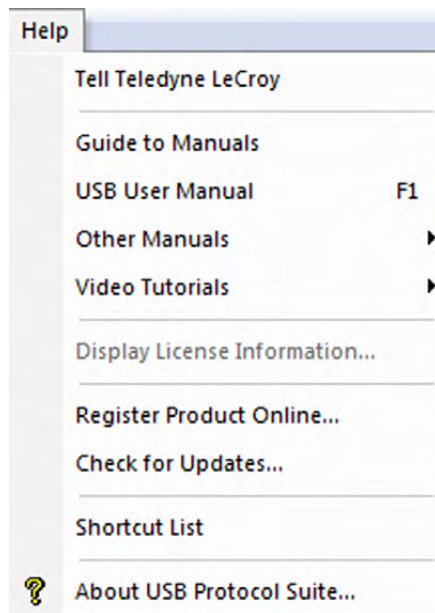 Help
Tell Teledyne LeCroy
Guide to Manuals
USB User Manual F1
Other Manuals
Video Tutorials
Display License Information...
Register Product Online...
Check for Updates...
Shortcut List
About USB Protocol Suite...